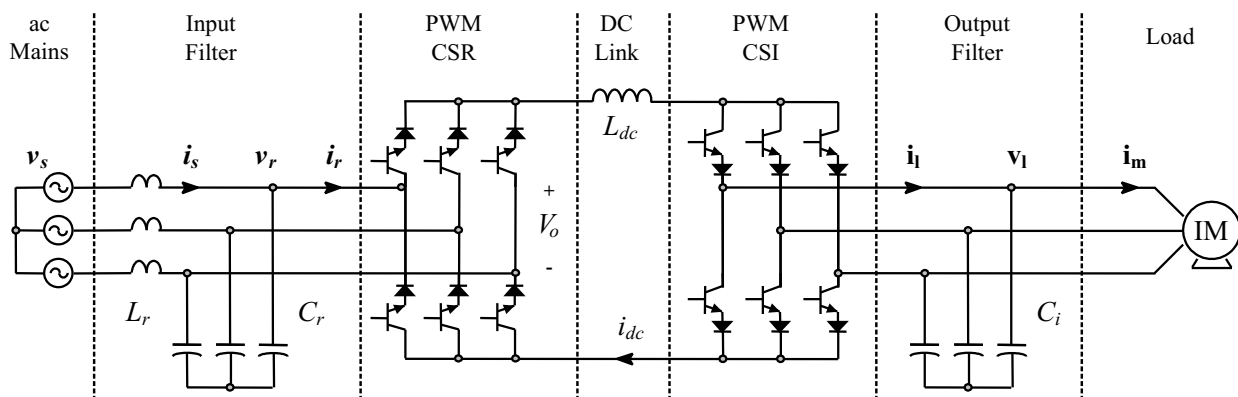 ac
Mains
Input
Filter
PWM
CSR
DC
Link
PWM
CSI
Output
Filter
Load
v_s
i_s
v_r
i_r
L_dc
i_l
v_l
i_m
+
V_o
-
IM
L_r
C_r
i_dc
C_i